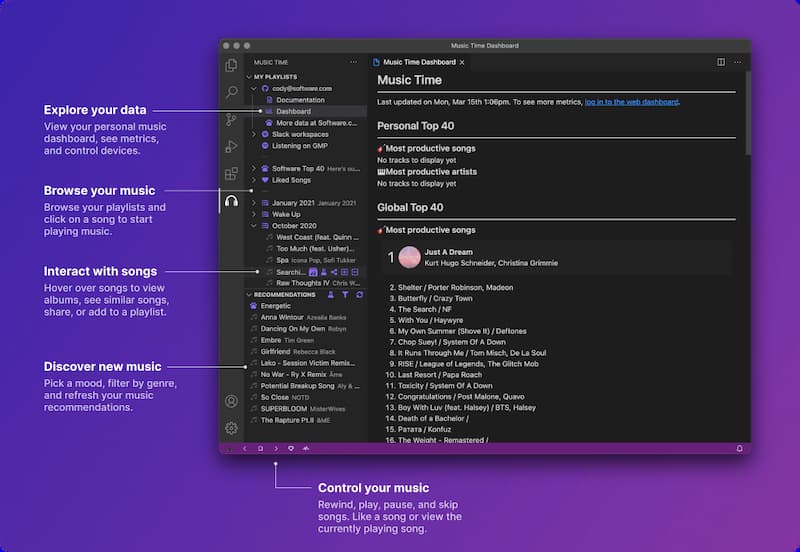 Music Time Dashboard
MUSIC TIME
Music Time Dashboard
MY PLAYLISTS
cody@software.com
Documentation
Dashboard
More data at Software.c...
Slack workspaces
Listening on GMP
Software Top 40 Here's ou...
Liked Songs
January 2021 January 2021
Wake Up
October 2020
West Coast (feat. Quinn ...
Too Much (feat. Usher)...
Spa Icona Pop, Sofi Tukker
Searchi...
Raw Thoughts IV Chris W...
RECOMMENDATIONS
Energetic
Anna Wintour Azealia Banks
Dancing On My Own Robyn
Embre Tim Green
Girlfriend Rebecca Black
Leko - Session Victim Remix...
No War - Rÿ X Remix Âme
Potential Breakup Song Aly & ...
So Close NOTD
SUPERBLOOM MisterWives
The Rapture Pt.II &ME
Music Time
Last updated on Mon, Mar 15th 1:06pm. To see more metrics, log in to the web dashboard.
Personal Top 40
Most productive songs
No tracks to display yet
Most productive artists
No tracks to display yet
Global Top 40
Most productive songs
1 Just A Dream
Kurt Hugo Schneider, Christina Grimmie
2. Shelter / Porter Robinson, Madeon
3. Butterfly / Crazy Town
4. The Search / NF
5. With You / Haywyre
6. My Own Summer (Shove It) / Deftones
7. Chop Suey! / System Of A Down
8. It Runs Through Me / Tom Misch, De La Soul
9. RISE / League of Legends, The Glitch Mob
10. Last Resort / Papa Roach
11. Toxicity / System Of A Down
12. Congratulations / Post Malone, Quavo
13. Boy With Luv (feat. Halsey) / BTS, Halsey
14. Death of a Bachelor /
15. Ратата / Konfuz
16. The Weight - Remastered /
Explore your data
View your personal music
dashboard, see metrics,
and control devices.
Browse your music
Browse your playlists and
click on a song to start
playing music.
Interact with songs
Hover over songs to view
albums, see similar songs,
share, or add to a playlist.
Discover new music
Pick a mood, filter by genre,
and refresh your music
recommendations.
Control your music
Rewind, play, pause, and skip
songs. Like a song or view the
currently playing song.